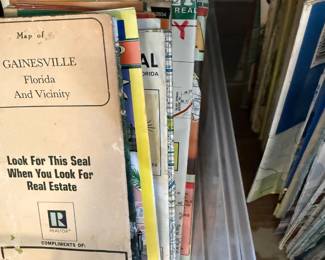 Map of
GAINESVILLE
Florida
And Vicinity
Look For This Seal
When You Look For
Real Estate
R
REALTOR
COMPLIMENTS OF:
AL
FLORIDA
REAL
Y